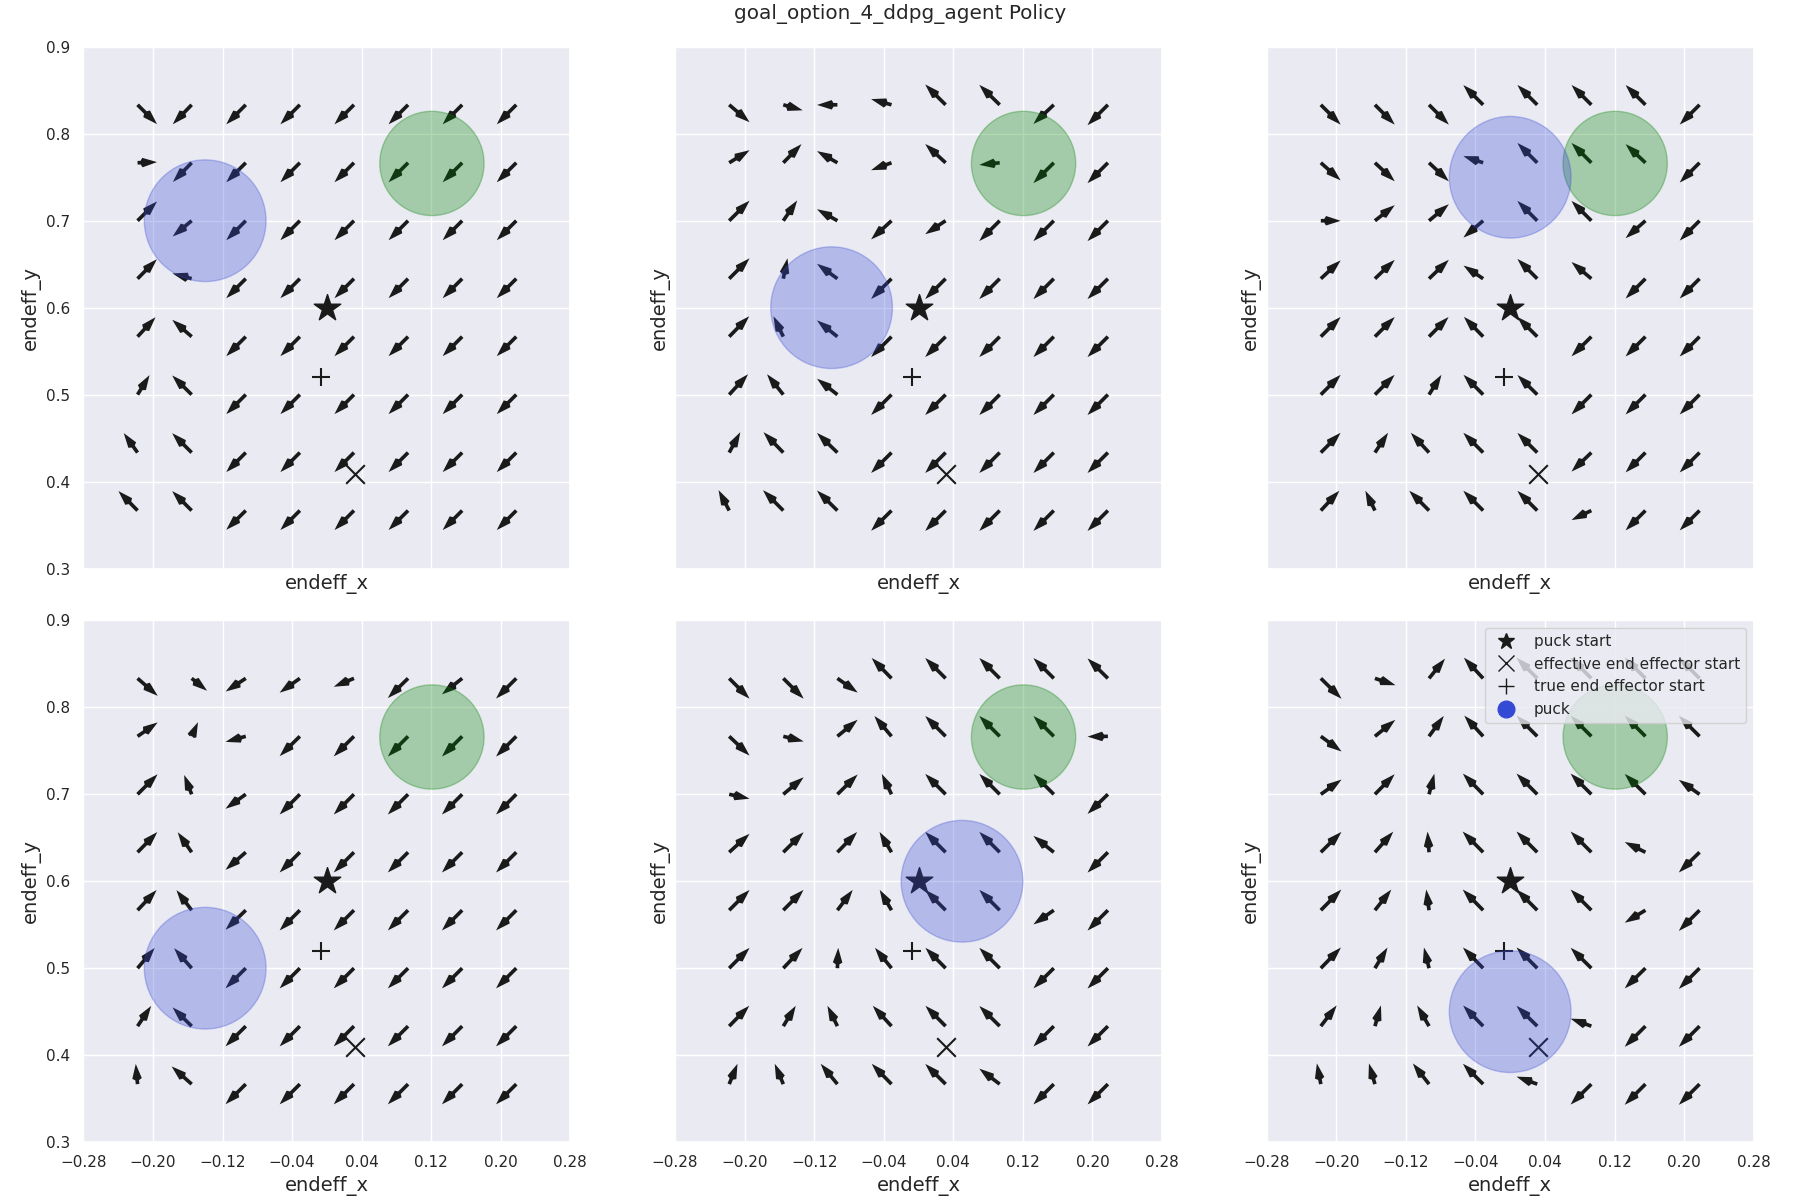 goal_option_4_ddpg_agent Policy
0.9
0.8
0.7
0.6
0.5
0.4
0.3
endeff_y
endeff_x
endeff_y
endeff_x
endeff_y
endeff_x
0.9
0.8
0.7
0.6
0.5
0.4
0.3
endeff_y
−0.28 −0.20 −0.12 −0.04 0.04 0.12 0.20 0.28
endeff_x
endeff_y
−0.28 −0.20 −0.12 −0.04 0.04 0.12 0.20 0.28
endeff_x
puck start
effective end effector start
true end effector start
puck
endeff_y
−0.28 −0.20 −0.12 −0.04 0.04 0.12 0.20 0.28
endeff_x